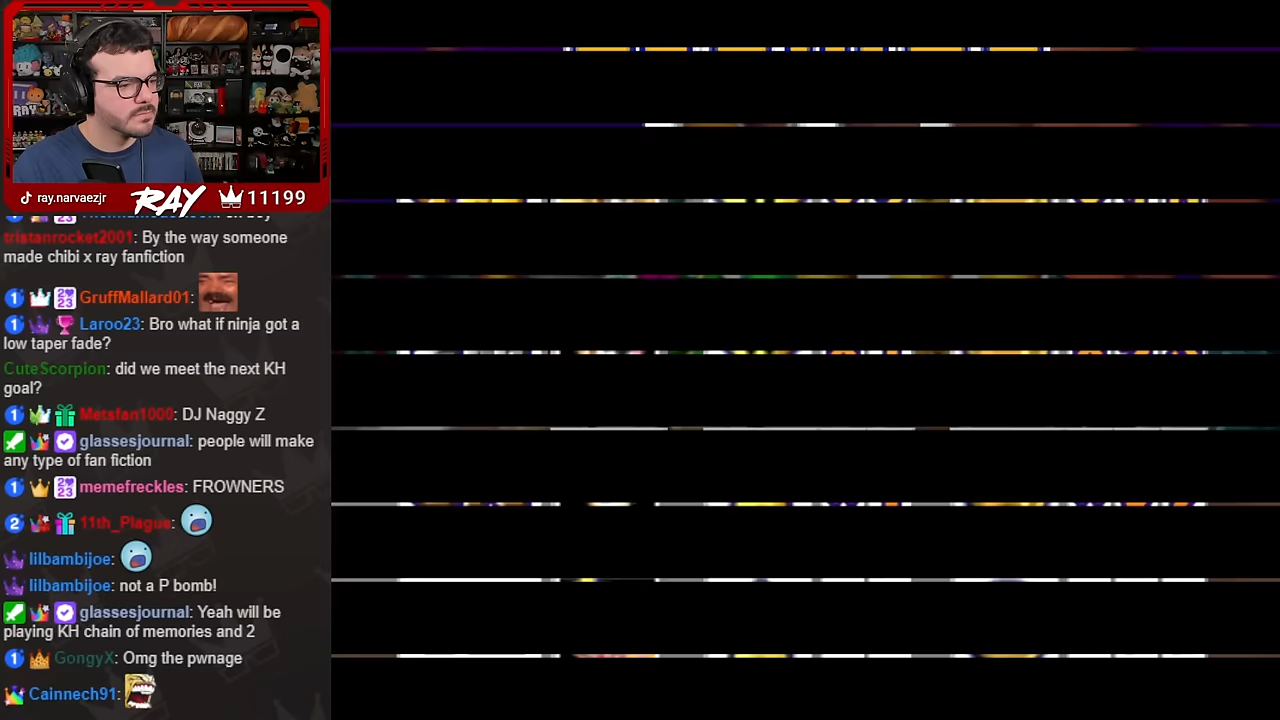 ray.narvaezjr RAY 11199
tristanrocket2001: By the way someone
made chibi x ray fanfiction
GruffMallard01:
Laroo23: Bro what if ninja got a
low taper fade?
CuteScorpion: did we meet the next KH
goal?
Metsfan1000: DJ Naggy Z
glassesjournal: people will make
any type of fan fiction
memefreckles: FROWNERS
11th_Plague:
lilbambijoe:
lilbambijoe: not a P bomb!
glassesjournal: Yeah will be
playing KH chain of memories and 2
GongyX: Omg the pwnage
Cainnech91: